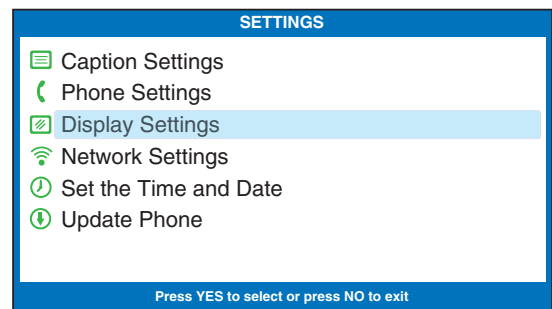 SETTINGS
Caption Settings
Phone Settings
Display Settings
Network Settings
Set the Time and Date
Update Phone
Press YES to select or press NO to exit